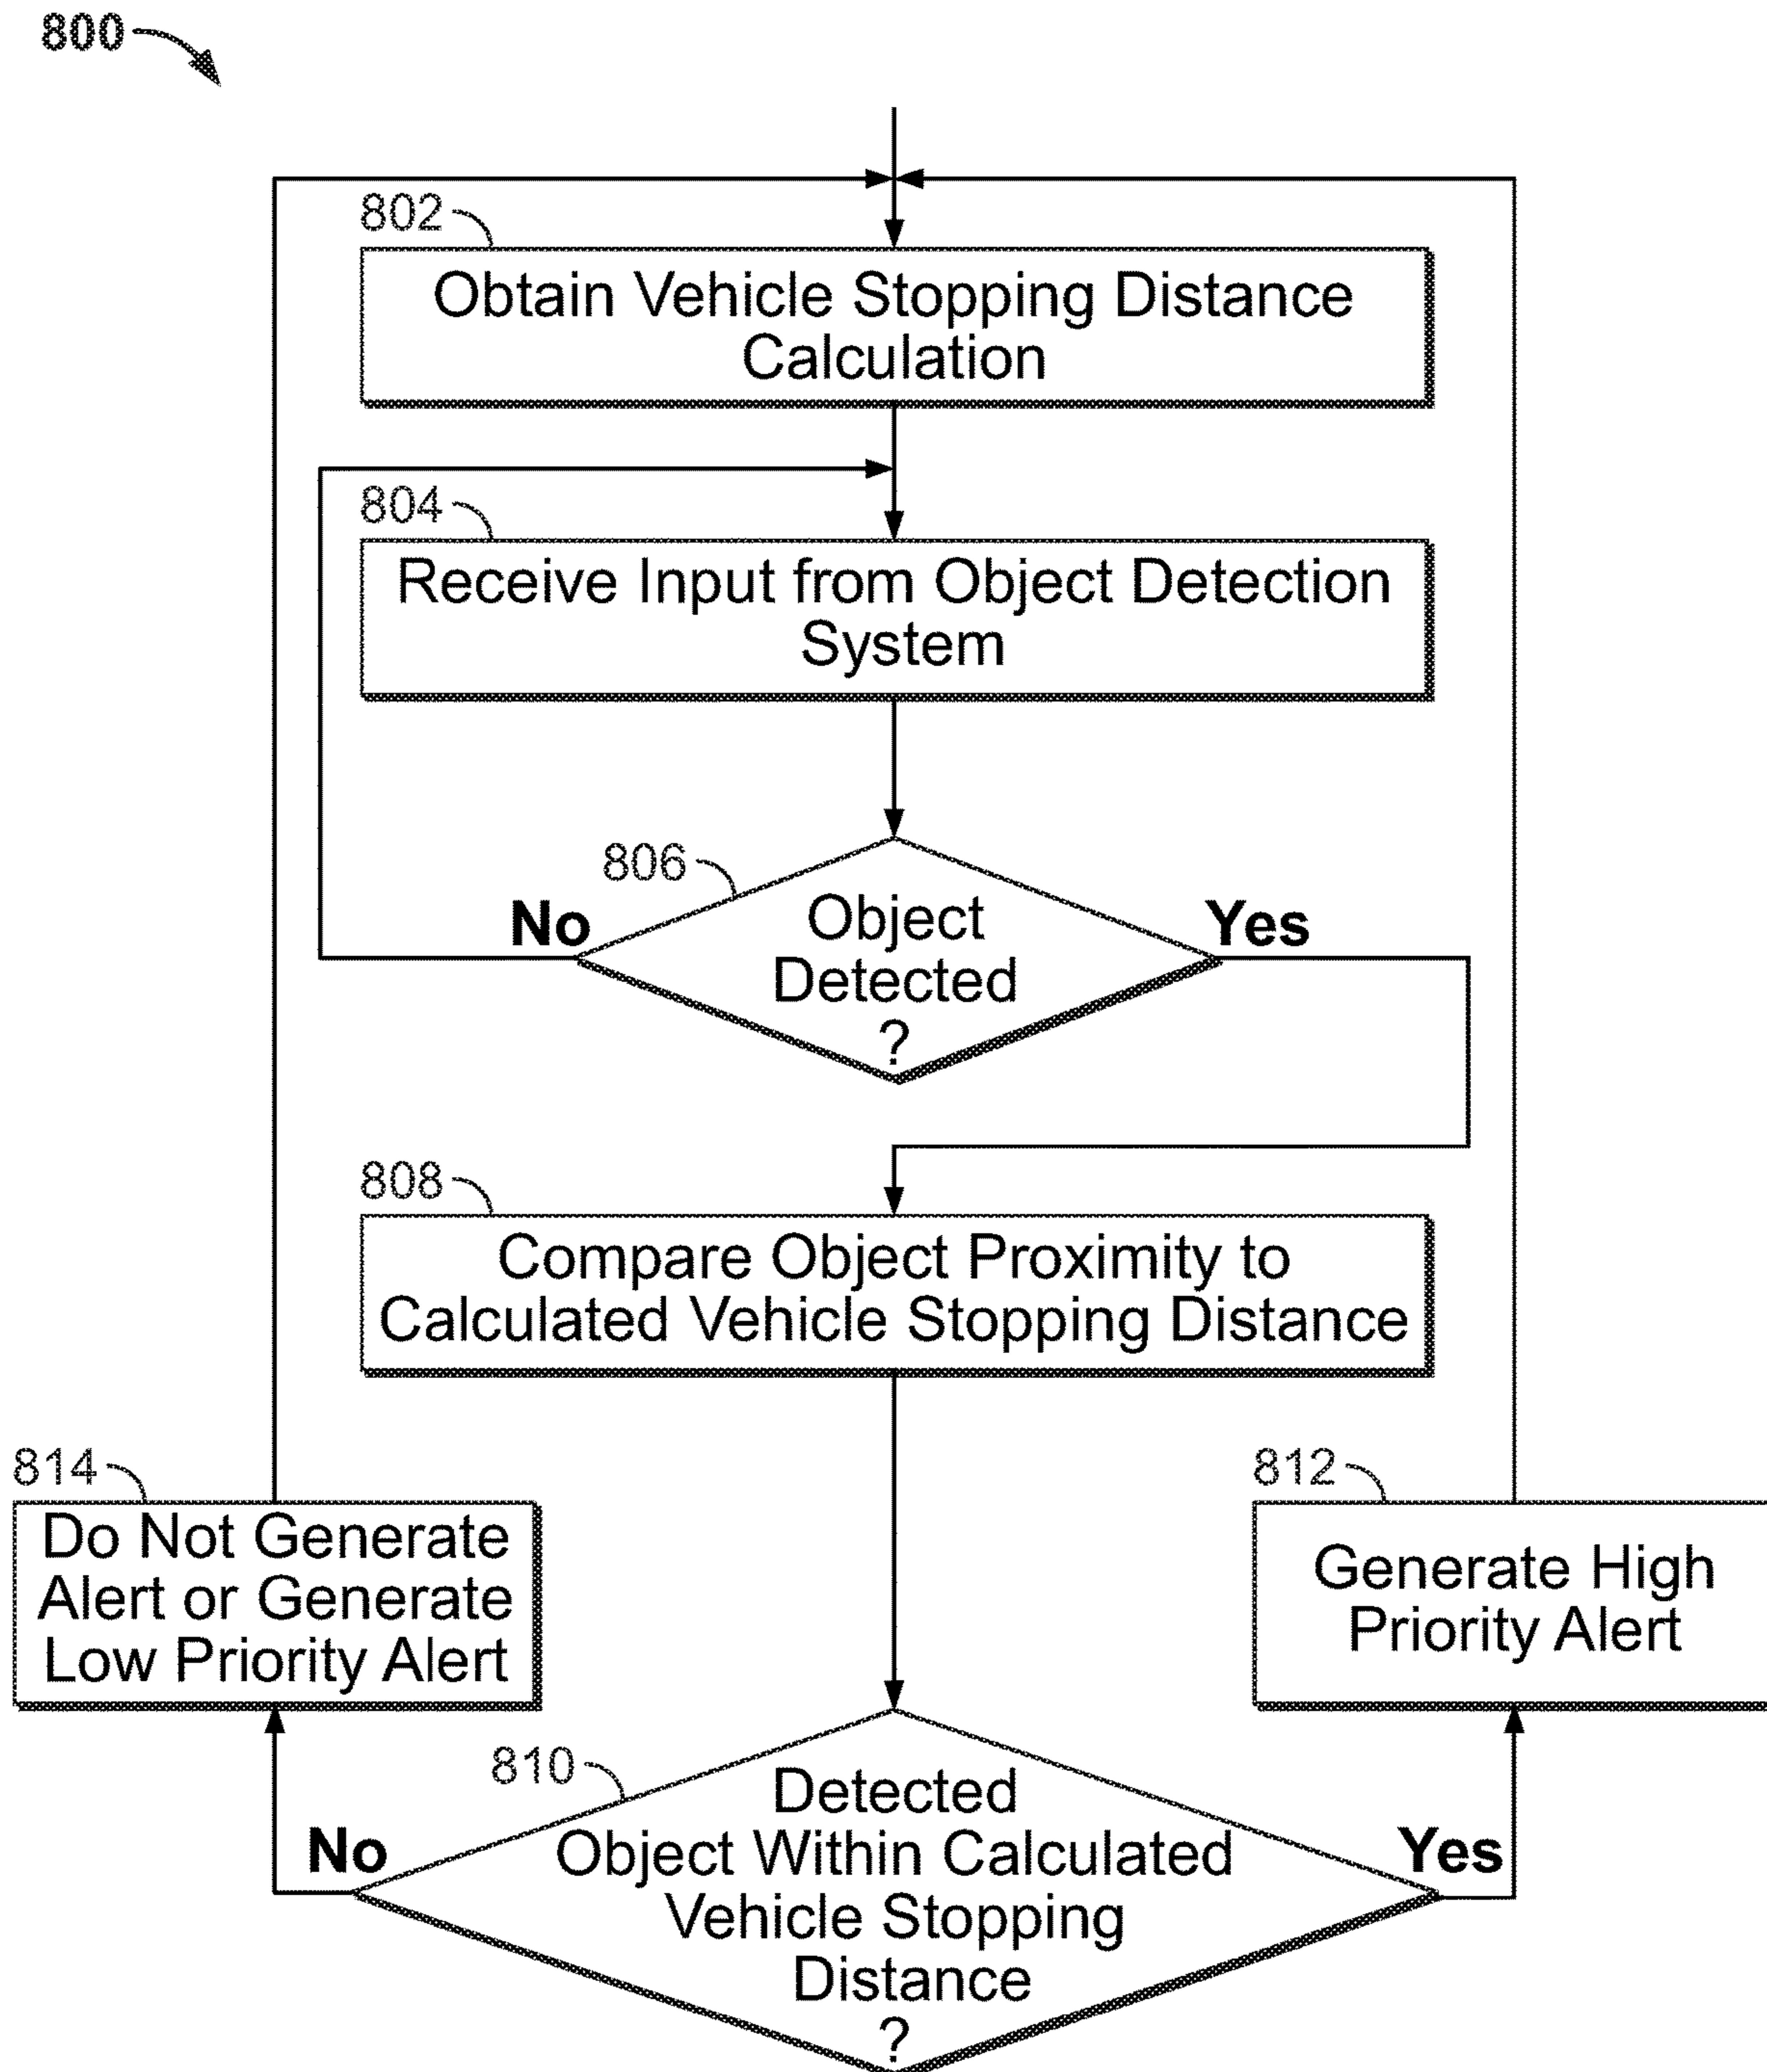 800
802
Obtain Vehicle Stopping Distance
Calculation
804
Receive Input from Object Detection
System
806
Object
Detected
?
No
Yes
808
Compare Object Proximity to
Calculated Vehicle Stopping Distance
814
Do Not Generate
Alert or Generate
Low Priority Alert
812
Generate High
Priority Alert
810
Detected
Object Within Calculated
Vehicle Stopping
Distance
?
No
Yes